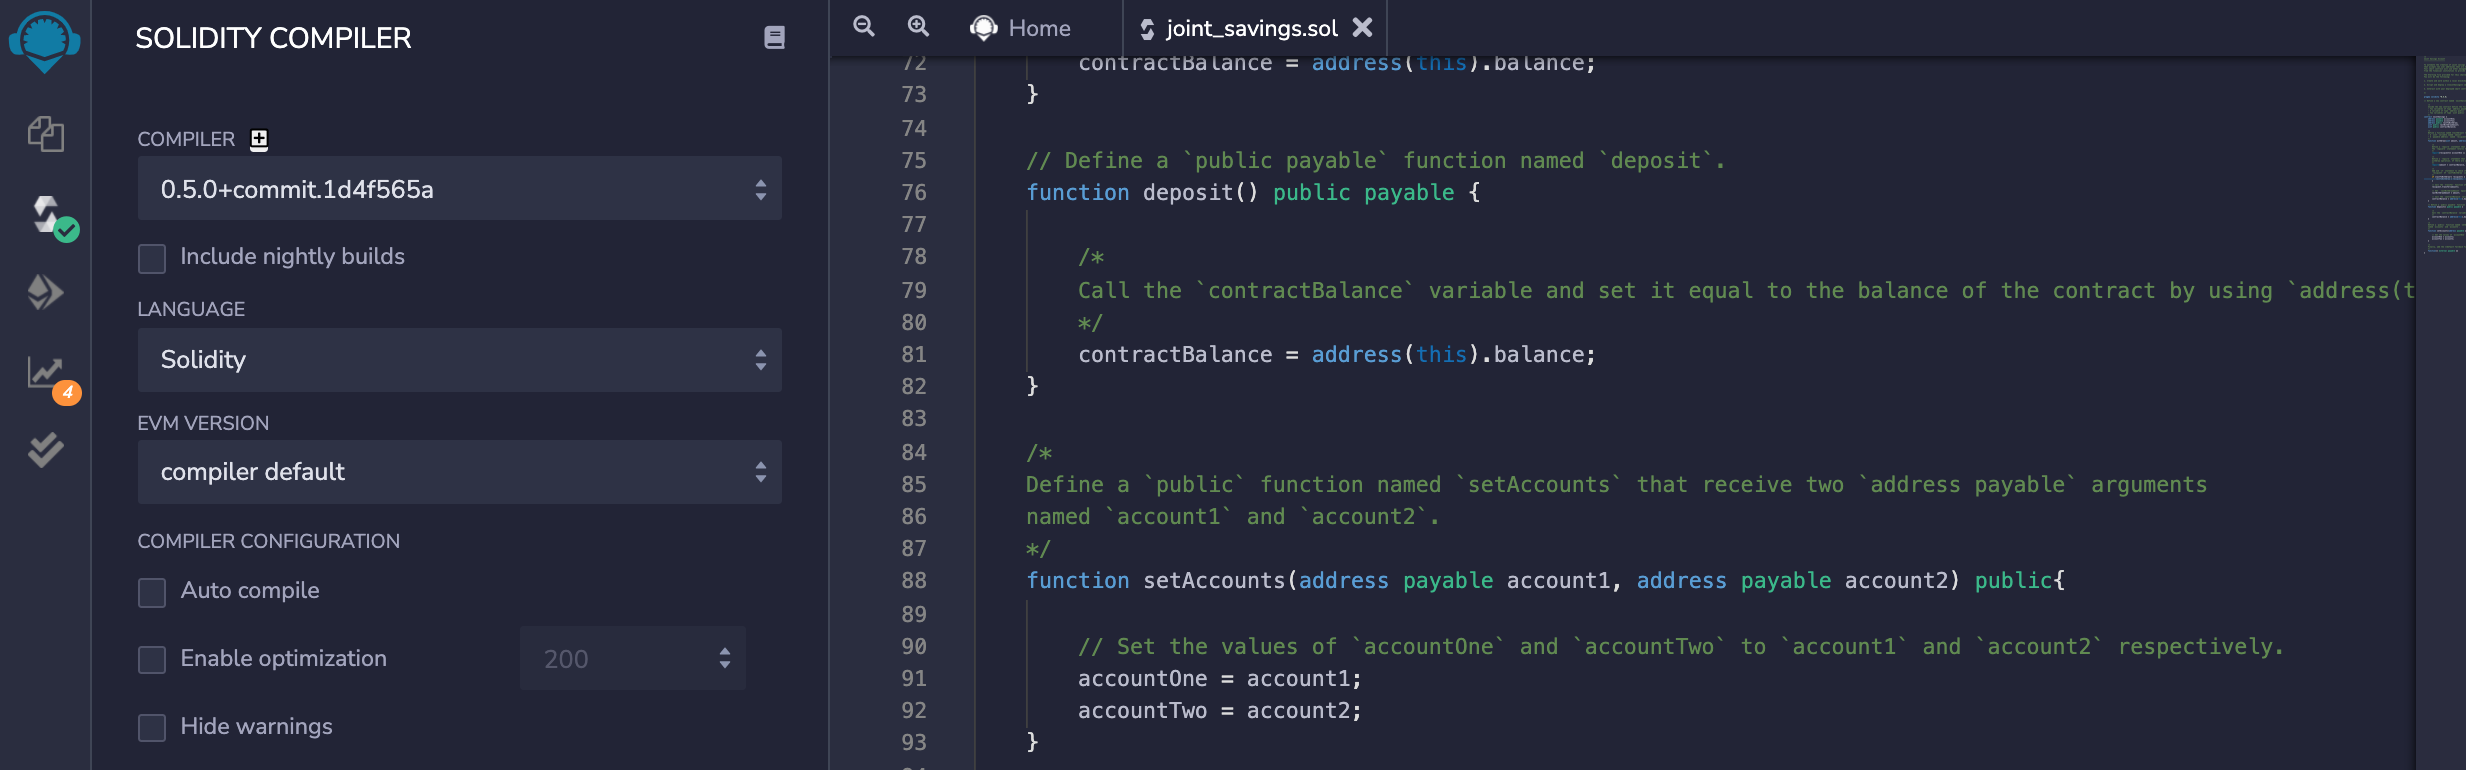 SOLIDITY COMPILER
COMPILER
0.5.0+commit.1d4f565a
Include nightly builds
LANGUAGE
Solidity
EVM VERSION
compiler default
COMPILER CONFIGURATION
Auto compile
Enable optimization 200
Hide warnings
4
Home joint_savings.sol
72 contractBalance = address(this).balance;
73 }
74
75 // Define a `public payable` function named `deposit`.
76 function deposit() public payable {
77
78 /*
79 Call the `contractBalance` variable and set it equal to the balance of the contract by using `address(t
80 */
81 contractBalance = address(this).balance;
82 }
83
84 /*
85 Define a `public` function named `setAccounts` that receive two `address payable` arguments
86 named `account1` and `account2`.
87 */
88 function setAccounts(address payable account1, address payable account2) public{
89
90 // Set the values of `accountOne` and `accountTwo` to `account1` and `account2` respectively.
91 accountOne = account1;
92 accountTwo = account2;
93 }